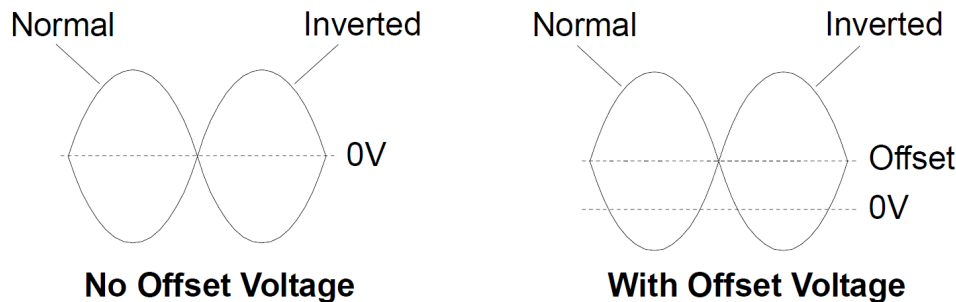 Normal Inverted
0V
No Offset Voltage
Normal Inverted
Offset
0V
With Offset Voltage